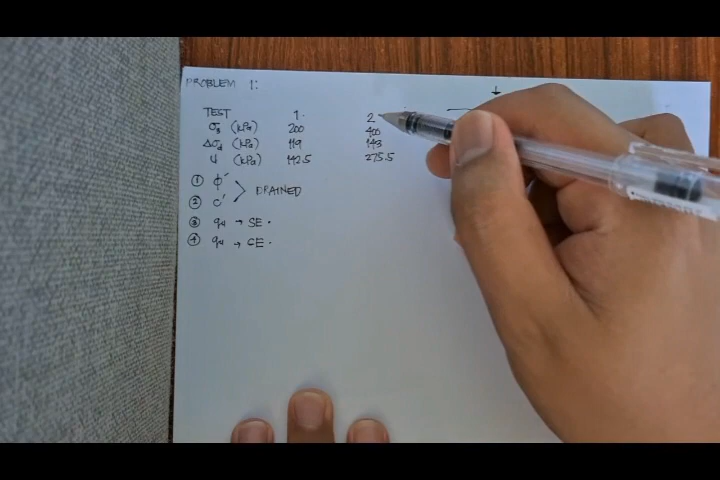 PROBLEM 1:
TEST 1. 2
σ₃ (kPa) 200 400
Δσd (kPa) 119 143
u (kPa) 142.5 275.5
① φ'
② c' DRAINED
③ qu → SE.
④ qu → CE.